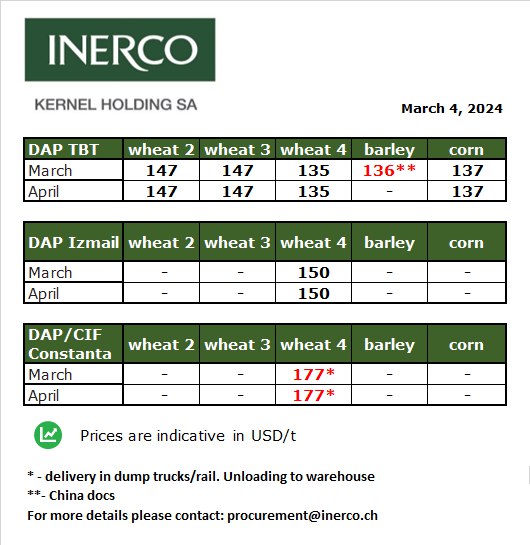 INERCO
KERNEL HOLDING SA
March 4, 2024
DAP TBT wheat 2 wheat 3 wheat 4 barley corn
March 147 147 135 136** 137
April 147 147 135 - 137
DAP Izmail wheat 2 wheat 3 wheat 4 barley corn
March - - 150 - -
April - - 150 - -
DAP/CIF
Constanta wheat 2 wheat 3 wheat 4 barley corn
March - - 177* - -
April - - 177* - -
Prices are indicative in USD/t
* - delivery in dump trucks/rail. Unloading to warehouse
**- China docs
For more details please contact: procurement@inerco.ch